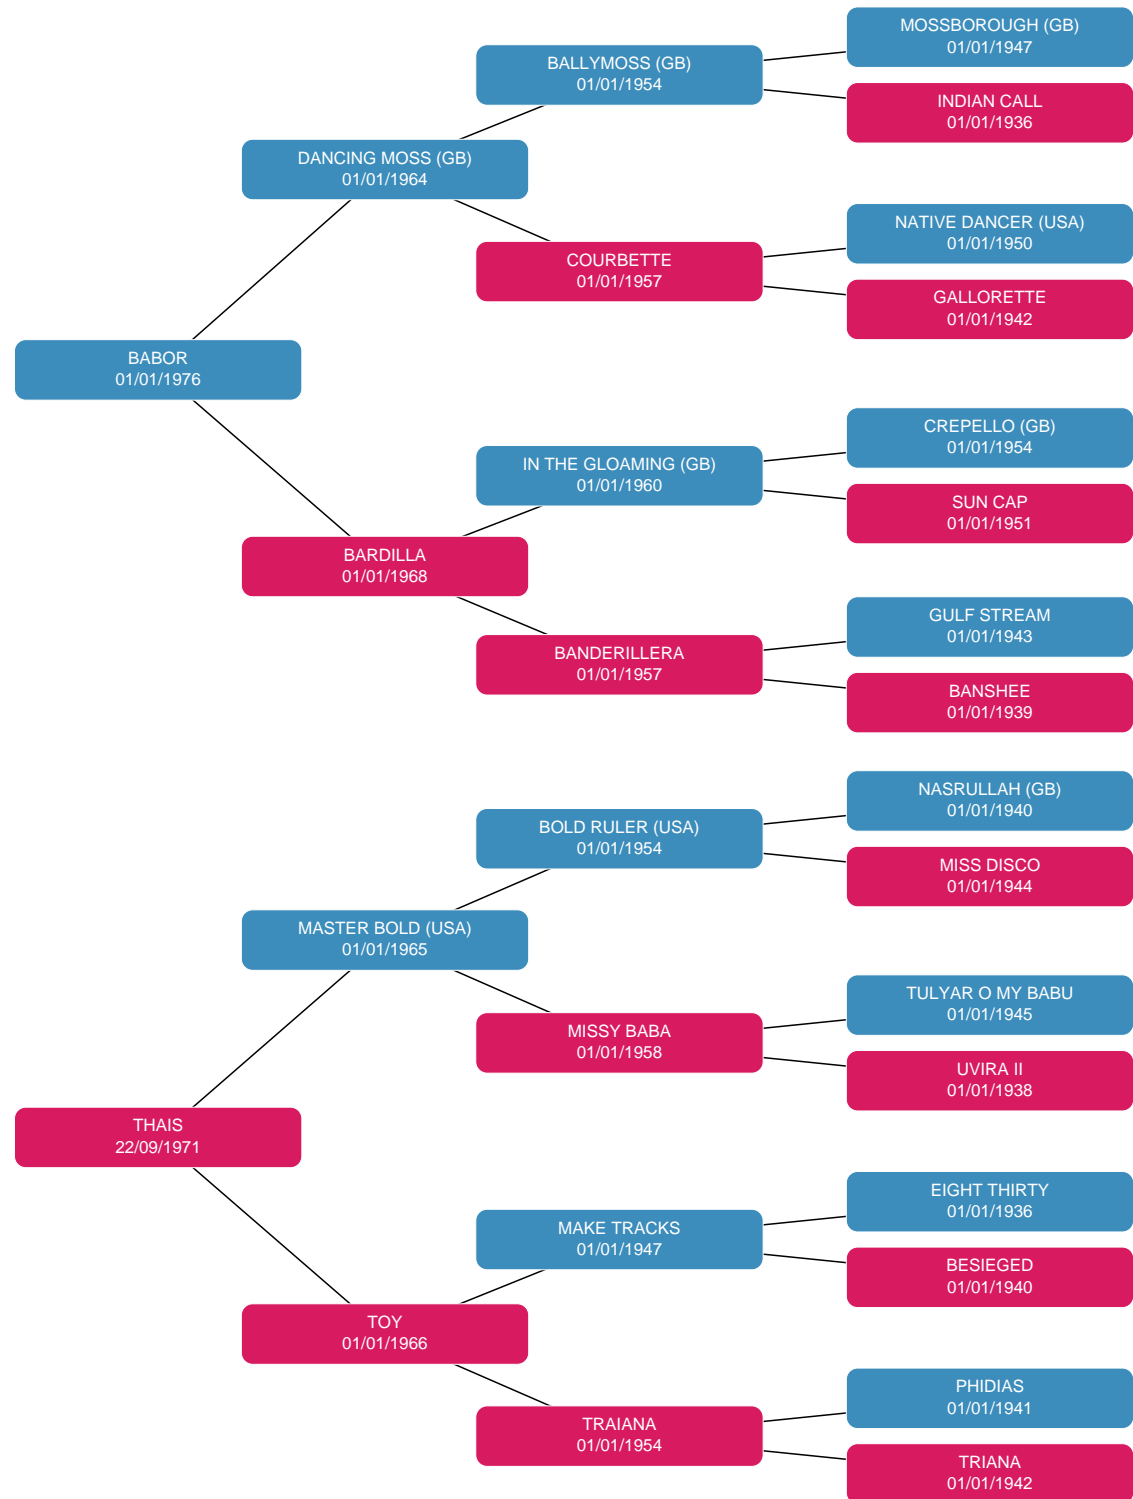 MOSSBOROUGH (GB)
01/01/1947
BALLYMOSS (GB)
01/01/1954
INDIAN CALL
01/01/1936
DANCING MOSS (GB)
01/01/1964
NATIVE DANCER (USA)
01/01/1950
COURBETTE
01/01/1957
GALLORETTE
01/01/1942
BABOR
01/01/1976
CREPELLO (GB)
01/01/1954
IN THE GLOAMING (GB)
01/01/1960
SUN CAP
01/01/1951
BARDILLA
01/01/1968
GULF STREAM
01/01/1943
BANDERILLERA
01/01/1957
BANSHEE
01/01/1939
NASRULLAH (GB)
01/01/1940
BOLD RULER (USA)
01/01/1954
MISS DISCO
01/01/1944
MASTER BOLD (USA)
01/01/1965
TULYAR O MY BABU
01/01/1945
MISSY BABA
01/01/1958
UVIRA II
01/01/1938
THAIS
22/09/1971
EIGHT THIRTY
01/01/1936
MAKE TRACKS
01/01/1947
BESIEGED
01/01/1940
TOY
01/01/1966
PHIDIAS
01/01/1941
TRAIANA
01/01/1954
TRIANA
01/01/1942